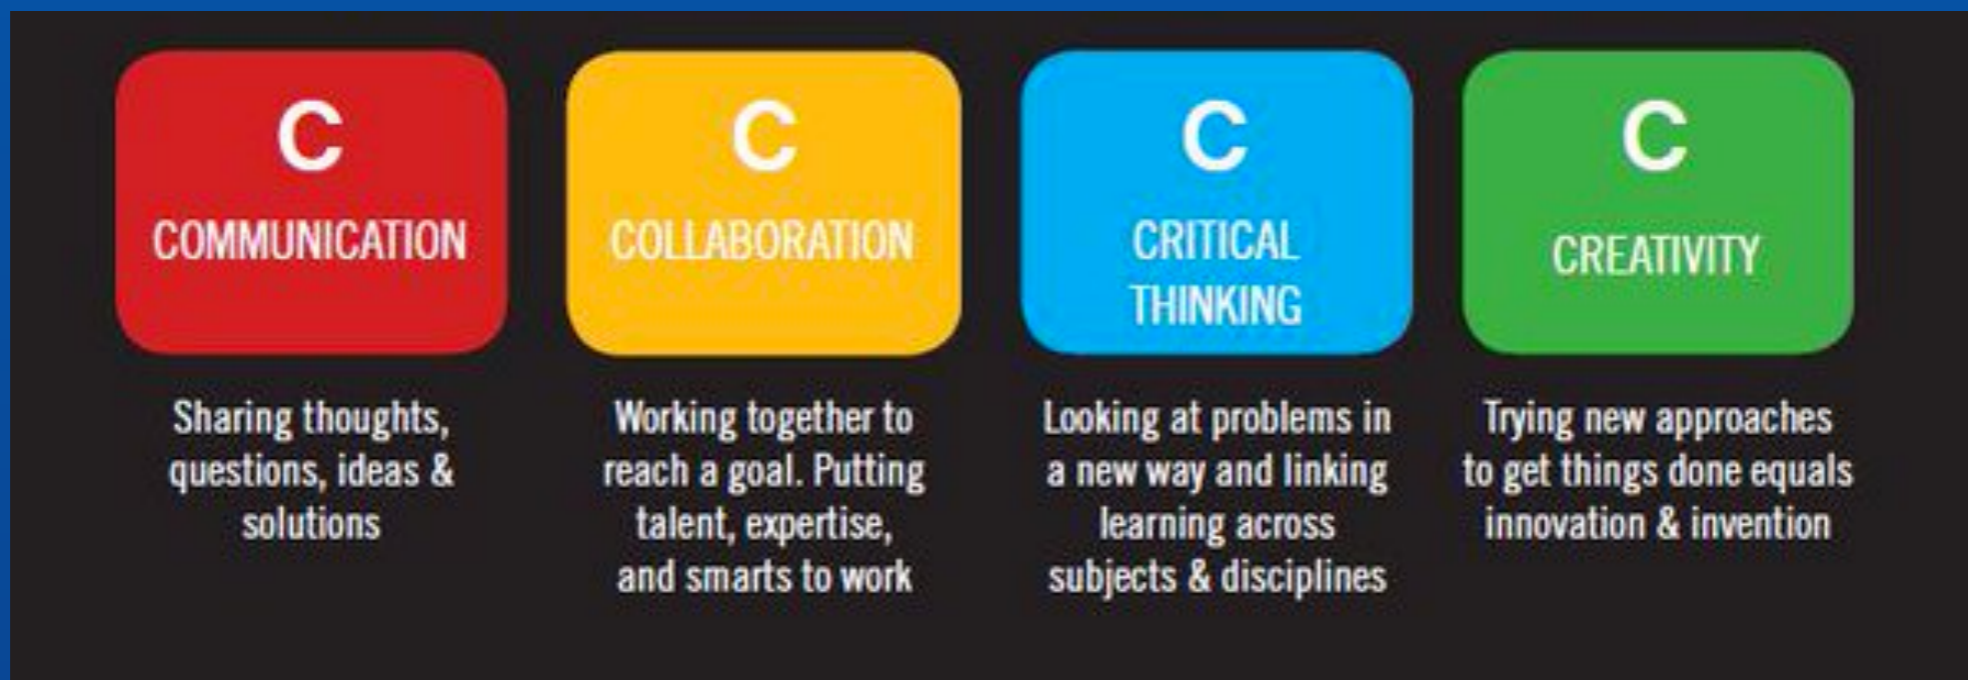 C
COMMUNICATION
Sharing thoughts,
questions, ideas &
solutions
C
COLLABORATION
Working together to
reach a goal. Putting
talent, expertise,
and smarts to work
C
CRITICAL
THINKING
Looking at problems in
a new way and linking
learning across
subjects & disciplines
C
CREATIVITY
Trying new approaches
to get things done equals
innovation & invention